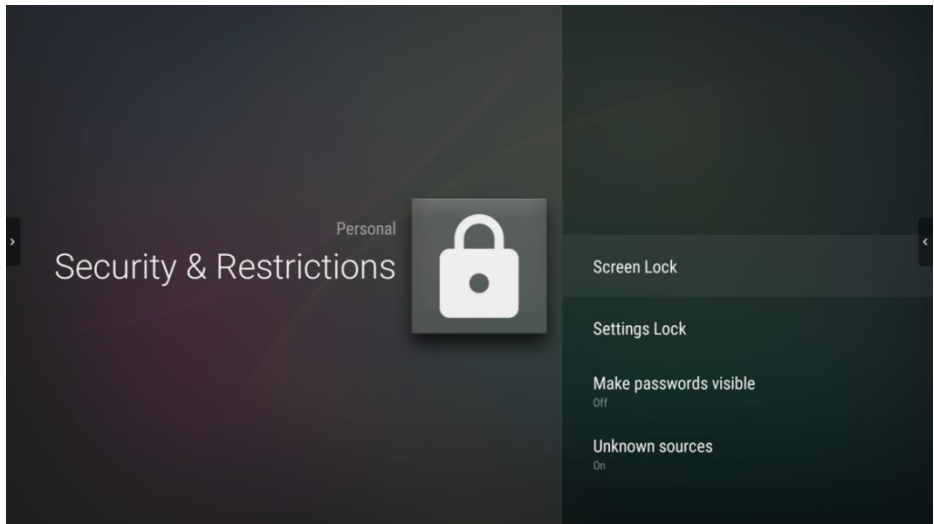 Personal
Security & Restrictions
Screen Lock
Settings Lock
Make passwords visible
Off
Unknown sources
On